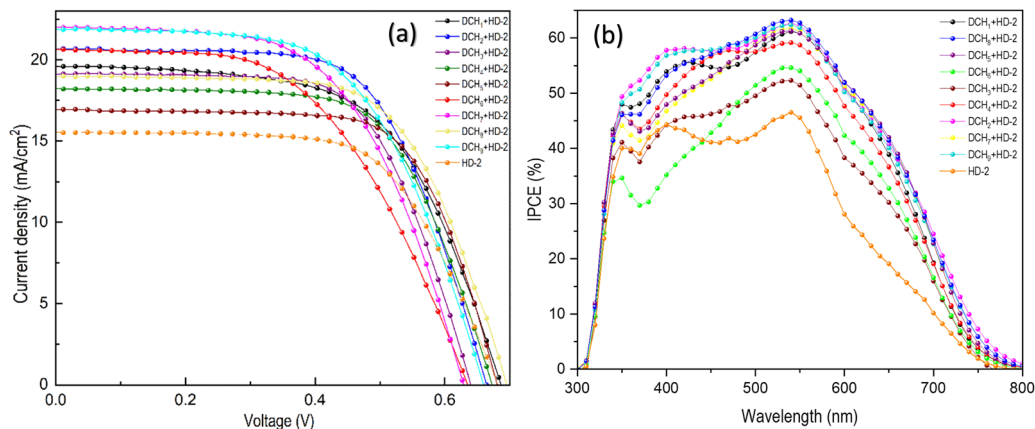 (a)
DCH₁+HD-2
DCH₂+HD-2
DCH₃+HD-2
DCH₄+HD-2
DCH₅+HD-2
DCH₆+HD-2
DCH₇+HD-2
DCH₈+HD-2
DCH₉+HD-2
HD-2
20
15
10
5
0
Current density (mA/cm²)
0.0
0.2
0.4
0.6
Voltage (V)
(b)
DCH₁+HD-2
DCH₈+HD-2
DCH₅+HD-2
DCH₆+HD-2
DCH₃+HD-2
DCH₄+HD-2
DCH₂+HD-2
DCH₇+HD-2
DCH₉+HD-2
HD-2
60
50
40
30
20
10
0
IPCE (%)
300
400
500
600
700
800
Wavelength (nm)